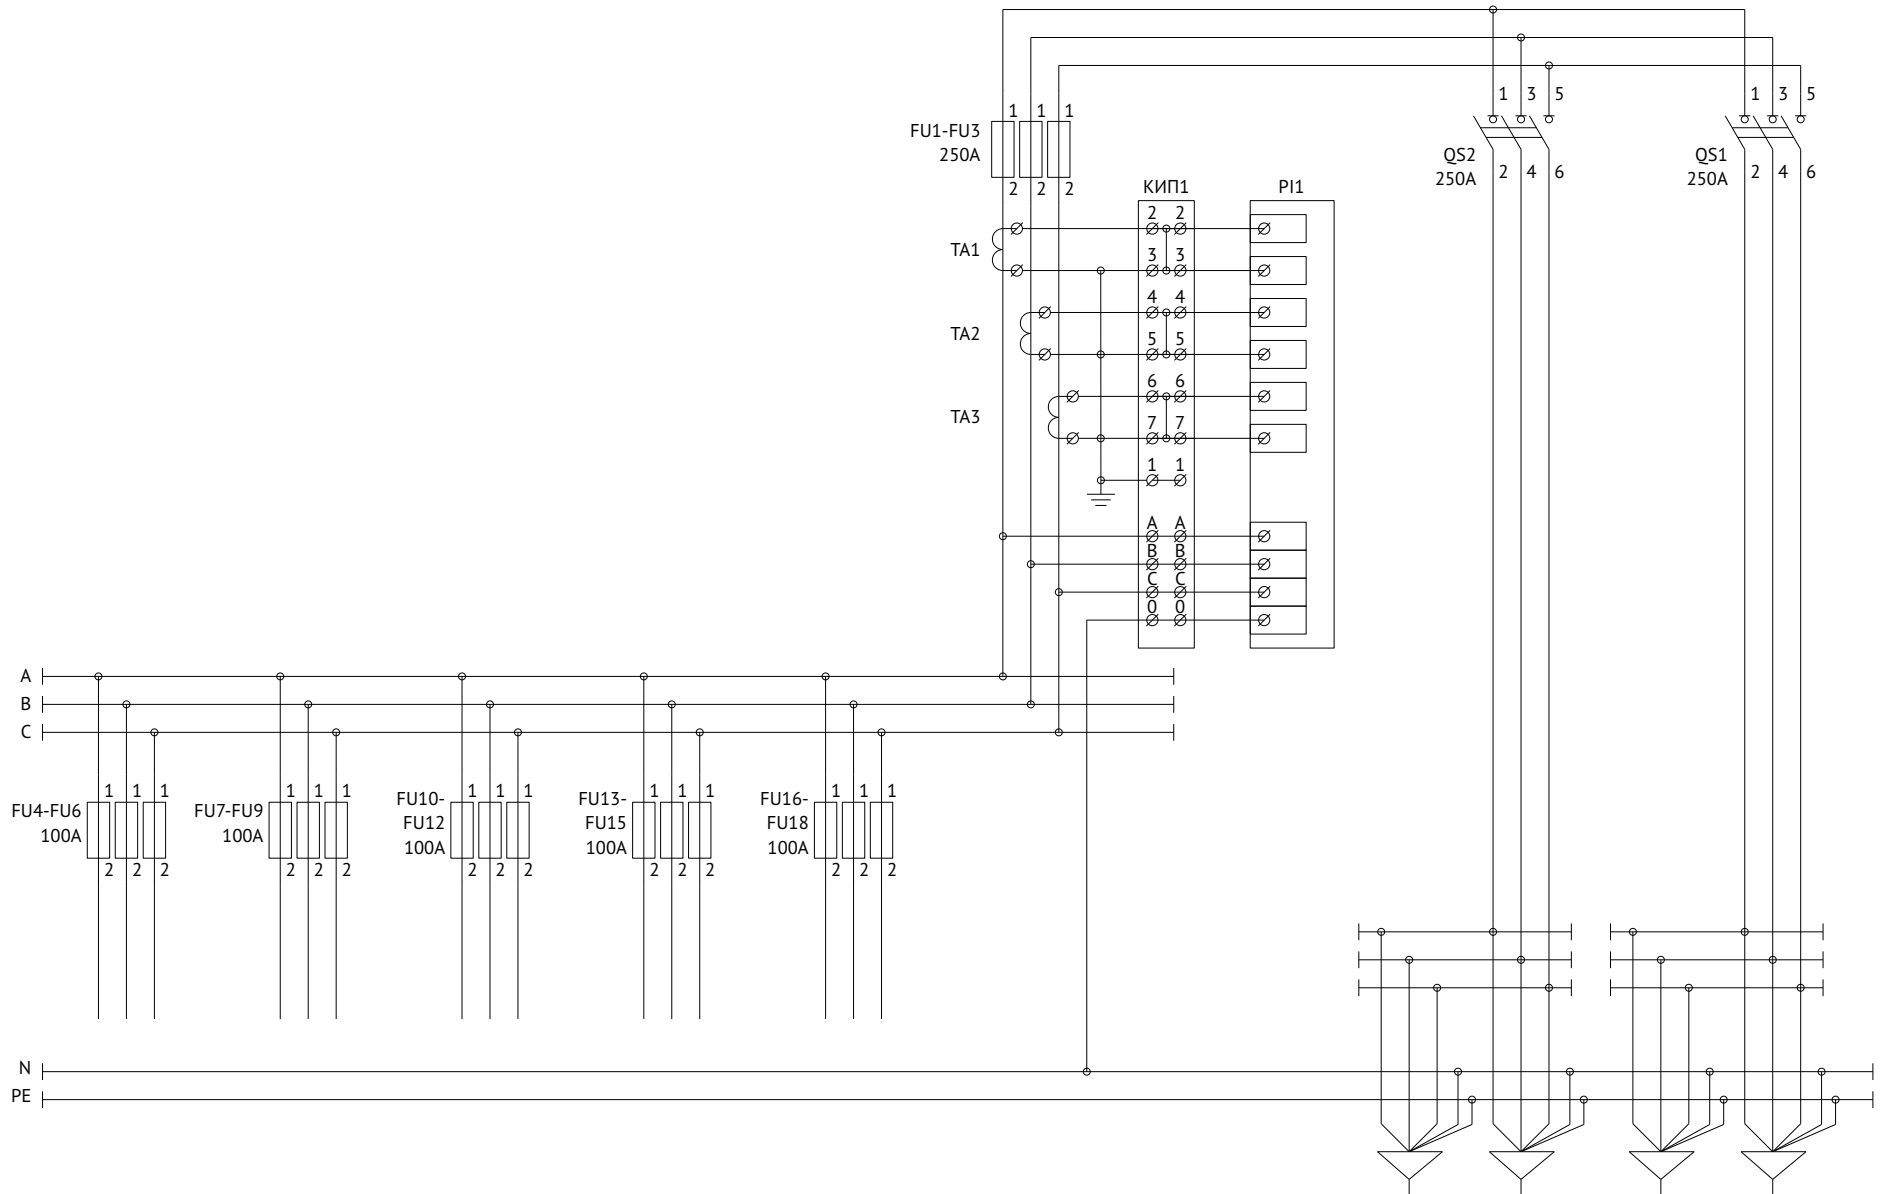 1 3 5
1 3 5
1 1 1
FU1-FU3
250A
2 2 2
QS2
250A
2 4 6
QS1
250A
2 4 6
КИП1
PI1
2 2
TA1
3 3
4 4
TA2
5 5
6 6
TA3
7 7
1 1
A A
B B
C C
0 0
A
B
C
1 1 1
FU4-FU6
100A
2 2 2
1 1 1
FU7-FU9
100A
2 2 2
1 1 1
FU10-
FU12
100A
2 2 2
1 1 1
FU13-
FU15
100A
2 2 2
1 1 1
FU16-
FU18
100A
2 2 2
N
PE